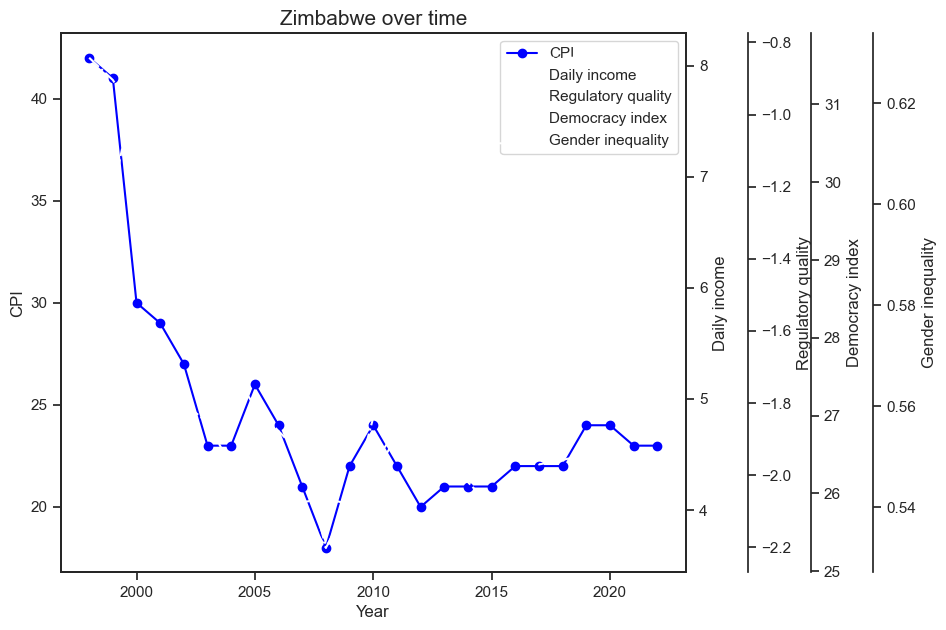 Zimbabwe over time
CPI
Daily income
Regulatory quality
Democracy index
Gender inequality
CPI
40
35
30
25
20
2000
2005
2010
2015
2020
Year
8
7
6
5
4
Daily income
−0.8
−1.0
−1.2
−1.4
−1.6
−1.8
−2.0
−2.2
Regulatory quality
31
30
29
28
27
26
25
Democracy index
0.62
0.60
0.58
0.56
0.54
Gender inequality